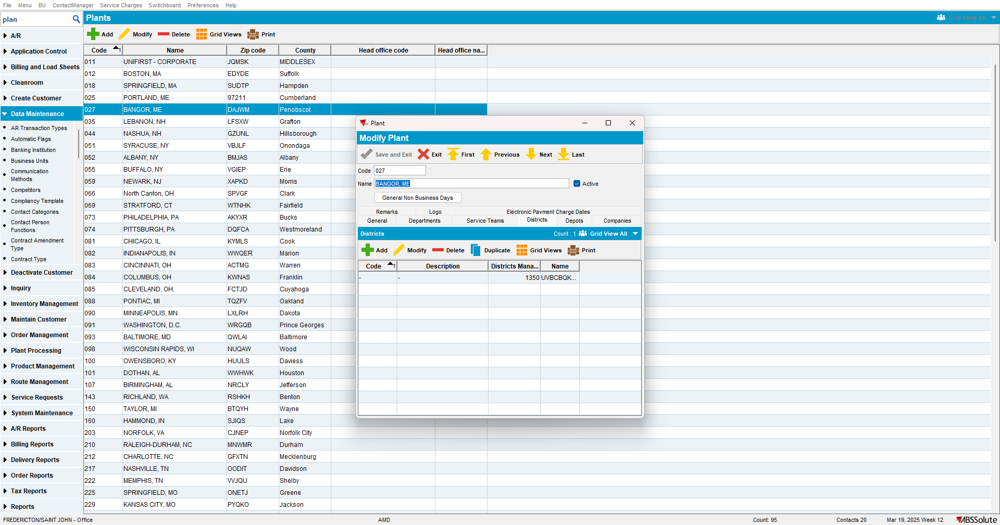 File Menu BU ContactManager Service Charges Switchboard Preferences Help
plan
Plants
Grid View All
Add Modify Delete Grid Views Print
A/R
Application Control
Billing and Load Sheets
Cleanroom
Create Customer
Data Maintenance
AR Transaction Types
Automatic Flags
Banking Institution
Business Units
Communication
Methods
Competitors
Compliancy Template
Contact Categories
Contact Person
Functions
Contract Amendment
Type
Contract Type
Deactivate Customer
Inquiry
Inventory Management
Maintain Customer
Order Management
Plant Processing
Product Management
Route Management
Service Requests
System Maintenance
A/R Reports
Billing Reports
Delivery Reports
Order Reports
Tax Reports
Reports
Code 1 Name Zip code County Head office code Head office na...
011 UNIFIRST - CORPORATE JQMSK MIDDLESEX
012 BOSTON, MA EDYDE Suffolk
018 SPRINGFIELD, MA SUDTP Hampden
025 PORTLAND, ME 97211 Cumberland
027 BANGOR, ME DAJWM Penobscot
035 LEBANON, NH LFSXW Grafton
044 NASHUA, NH GZUNL Hillsborough
051 SYRACUSE, NY VBJLF Onondaga
052 ALBANY, NY BMJAS Albany
055 BUFFALO, NY VGIEP Erie
059 NEWARK, NJ XAPKD Morris
066 North Canton, OH SPVGF Clark
069 STRATFORD, CT WTNHK Fairfield
073 PHILADELPHIA, PA AKYXR Bucks
074 PITTSBURGH, PA DQFCA Westmoreland
081 CHICAGO, IL KYMLS Cook
082 INDIANAPOLIS, IN WWQER Marion
083 CINCINNATI, OH ACTMG Warren
084 COLUMBUS, OH KWNAS Franklin
085 CLEVELAND, OH. FCTJD Cuyahoga
088 PONTIAC, MI TQZFV Oakland
090 MINNEAPOLIS, MN LXLRH Dakota
091 WASHINGTON, D.C. WRGQB Prince Georges
093 BALTIMORE, MD QWLAI Baltimore
098 WISCONSIN RAPIDS, WI NUQAW Wood
100 OWENSBORO, KY HUULS Daviess
101 DOTHAN, AL WWHWK Houston
107 BIRMINGHAM, AL NRCLY Jefferson
143 RICHLAND, WA RSHKH Benton
150 TAYLOR, MI BTQYH Wayne
160 HAMMOND, IN SJIQS Lake
203 NORFOLK, VA CJNEP Norfolk City
210 RALEIGH-DURHAM, NC MNWMR Durham
212 CHARLOTTE, NC GFXTN Mecklenburg
217 NASHVILLE, TN OODIT Davidson
222 MEMPHIS, TN VVJQU Shelby
225 SPRINGFIELD, MO ONETJ Greene
229 KANSAS CITY, MO PYQKO Jackson
Plant
Modify Plant
Save and Exit Exit First Previous Next Last
Code 027
Name BANGOR, ME Active
General Non Business Days
Remarks Logo Electronic Payment Charge Dates
General Departments Service Teams Districts Depots Companies
Districts Count : 1 Grid View All
Add Modify Delete Duplicate Grid Views Print
Code 1 Description Districts Mana... Name
- - 1350 UVBCBQK...
FREDERICTON/SAINT JOHN - Office AMD Count: 95 Contacts 20 Mar 19, 2025 Week 12 ABSSolute